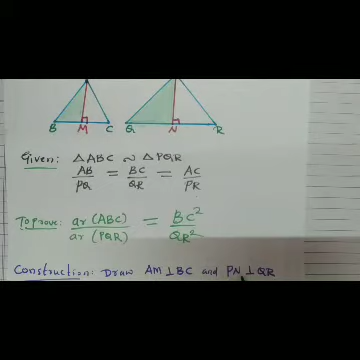 B M C Q N R
Given: △ABC ~ △PQR
AB/PQ = BC/QR = AC/PR
To prove: ar (ABC)/ar (PQR) = BC²/QR²
Construction: Draw AM⊥BC and PN⊥QR